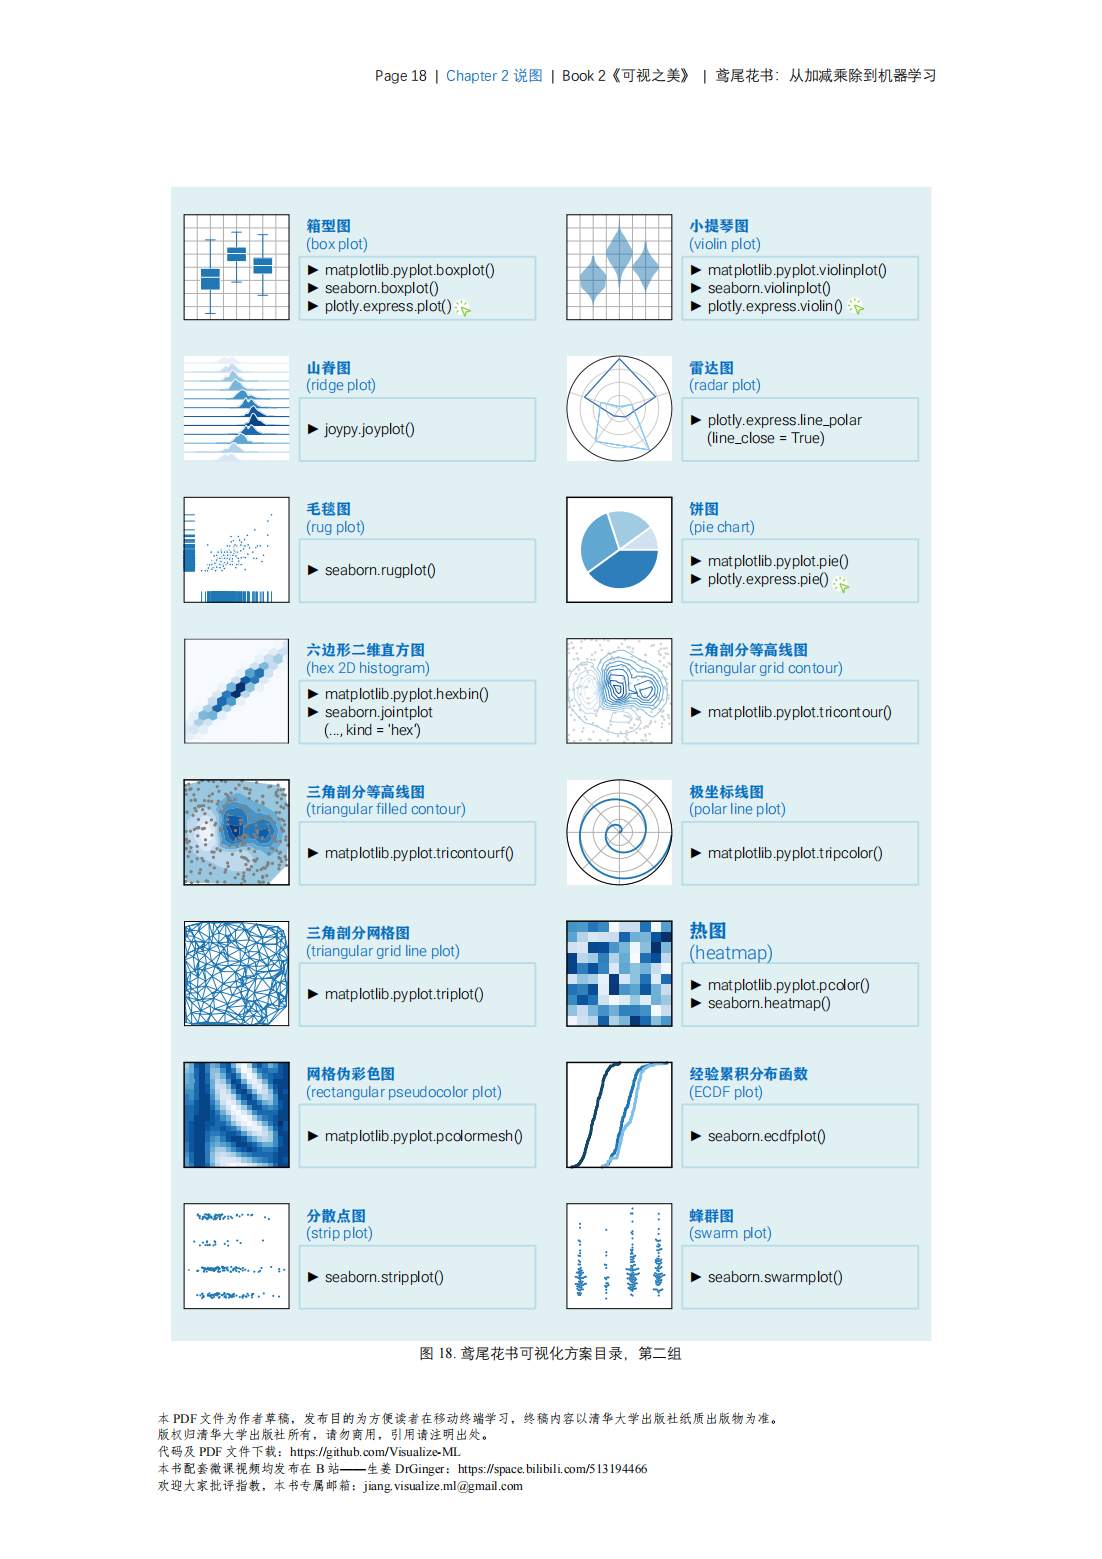 Page 18 | Chapter 2 说图 | Book 2《可视之美》 | 鸢尾花书：从加减乘除到机器学习
箱型图
(box plot)
► matplotlib.pyplot.boxplot()
► seaborn.boxplot()
► plotly.express.plot()
小提琴图
(violin plot)
► matplotlib.pyplot.violinplot()
► seaborn.violinplot()
► plotly.express.violin()
山脊图
(ridge plot)
► joypy.joyplot()
雷达图
(radar plot)
► plotly.express.line_polar
(line_close = True)
毛毯图
(rug plot)
► seaborn.rugplot()
饼图
(pie chart)
► matplotlib.pyplot.pie()
► plotly.express.pie()
六边形二维直方图
(hex 2D histogram)
► matplotlib.pyplot.hexbin()
► seaborn.jointplot
(..., kind = 'hex')
三角剖分等高线图
(triangular grid contour)
► matplotlib.pyplot.tricontour()
三角剖分等高线图
(triangular filled contour)
► matplotlib.pyplot.tricontourf()
极坐标线图
(polar line plot)
► matplotlib.pyplot.tripcolor()
三角剖分网格图
(triangular grid line plot)
► matplotlib.pyplot.triplot()
热图
(heatmap)
► matplotlib.pyplot.pcolor()
► seaborn.heatmap()
网格伪彩色图
(rectangular pseudocolor plot)
► matplotlib.pyplot.pcolormesh()
经验累积分布函数
(ECDF plot)
► seaborn.ecdfplot()
分散点图
(strip plot)
► seaborn.stripplot()
蜂群图
(swarm plot)
► seaborn.swarmplot()
图 18. 鸢尾花书可视化方案目录，第二组
本 PDF 文件为作者草稿，发布目的为方便读者在移动终端学习，终稿内容以清华大学出版社纸质出版物为准。
版权归清华大学出版社所有，请勿商用，引用请注明出处。
代码及 PDF 文件下载：https://github.com/Visualize-ML
本书配套微课视频均发布在 B 站——生姜 DrGinger：https://space.bilibili.com/513194466
欢迎大家批评指教，本书专属邮箱：jiang.visualize.ml@gmail.com